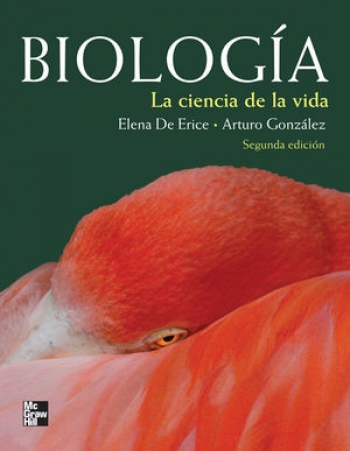 BIOLOGÍA
La ciencia de la vida
Elena De Erice • Arturo González
Segunda edición
Mc
Graw
Hill